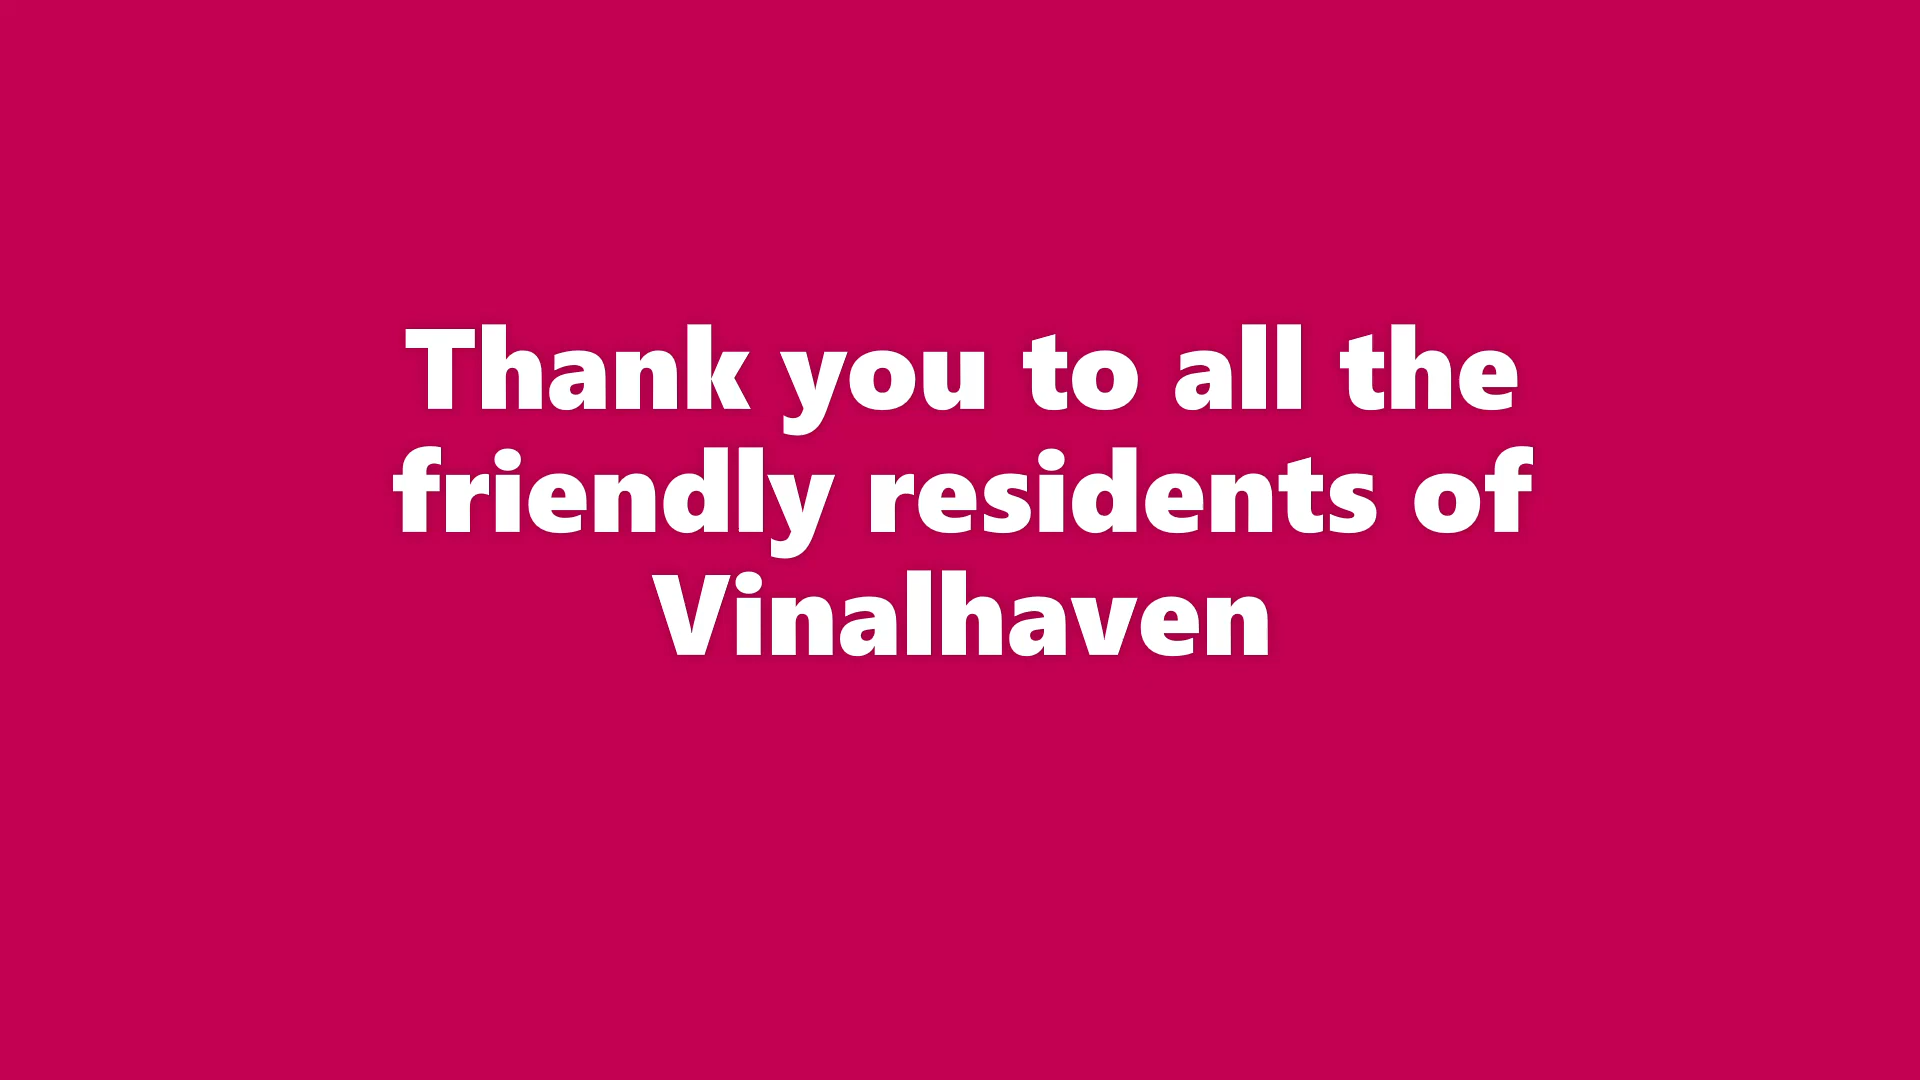 Thank you to all the
friendly residents of
Vinalhaven